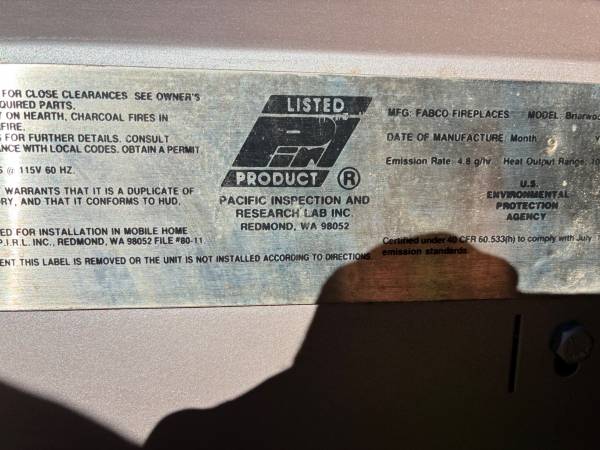 FOR CLOSE CLEARANCES SEE OWNER'S
QUIRED PARTS.
ON HEARTH, CHARCOAL FIRES IN
FIRE.
FOR FURTHER DETAILS. CONSULT
NCE WITH LOCAL CODES. OBTAIN A PERMIT
@ 115V 60 HZ.
WARRANTS THAT IT IS A DUPLICATE OF
RY, AND THAT IT CONFORMS TO HUD.
ED FOR INSTALLATION IN MOBILE HOME
P.I.R.L. INC., REDMOND, WA 98052 FILE #80-11
ENT THIS LABEL IS REMOVED OR THE UNIT IS NOT INSTALLED ACCORDING TO DIRECTIONS
LISTED
PRODUCT ®
PACIFIC INSPECTION AND
RESEARCH LAB INC.
REDMOND, WA 98052
MFG: FABCO FIREPLACES MODEL: Briarwoo
DATE OF MANUFACTURE: Month
Emission Rate: 4.8 g/hr Heat Output Range: 10
U.S.
ENVIRONMENTAL
PROTECTION
AGENCY
Certified under 40 CFR 60.533(h) to comply with July
emission standards.